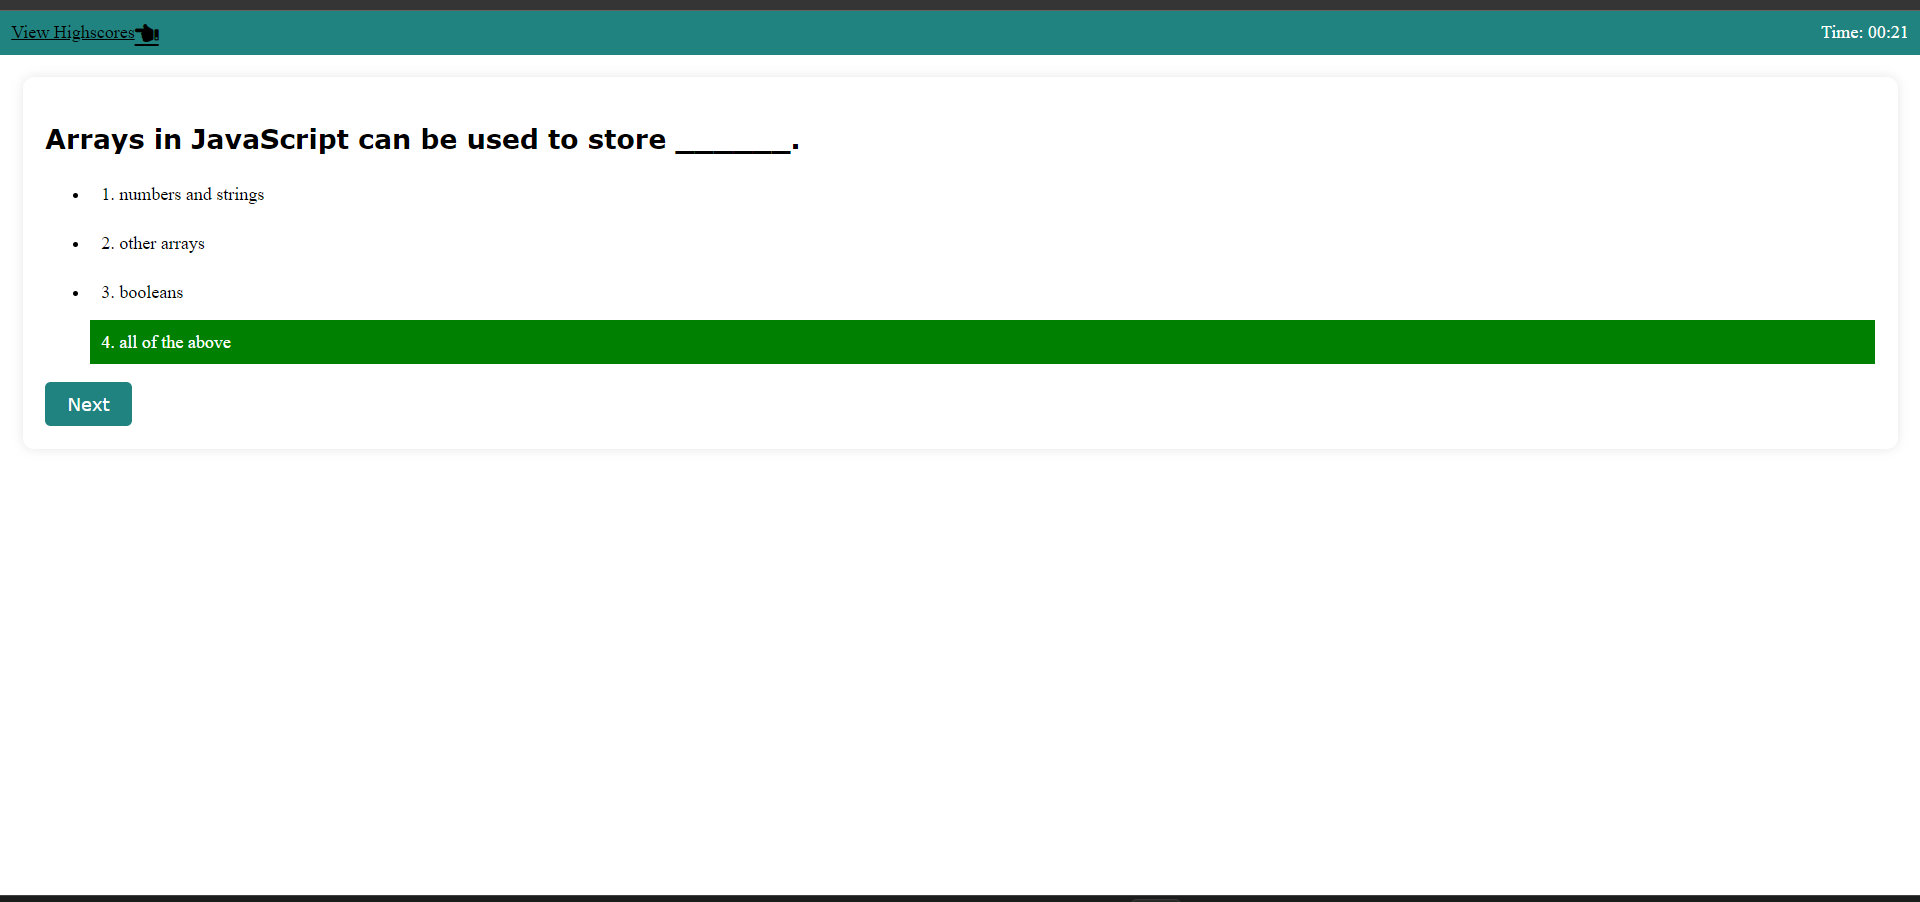 View Highscores
Time: 00:21
Arrays in JavaScript can be used to store ______.
1. numbers and strings
2. other arrays
3. booleans
4. all of the above
Next